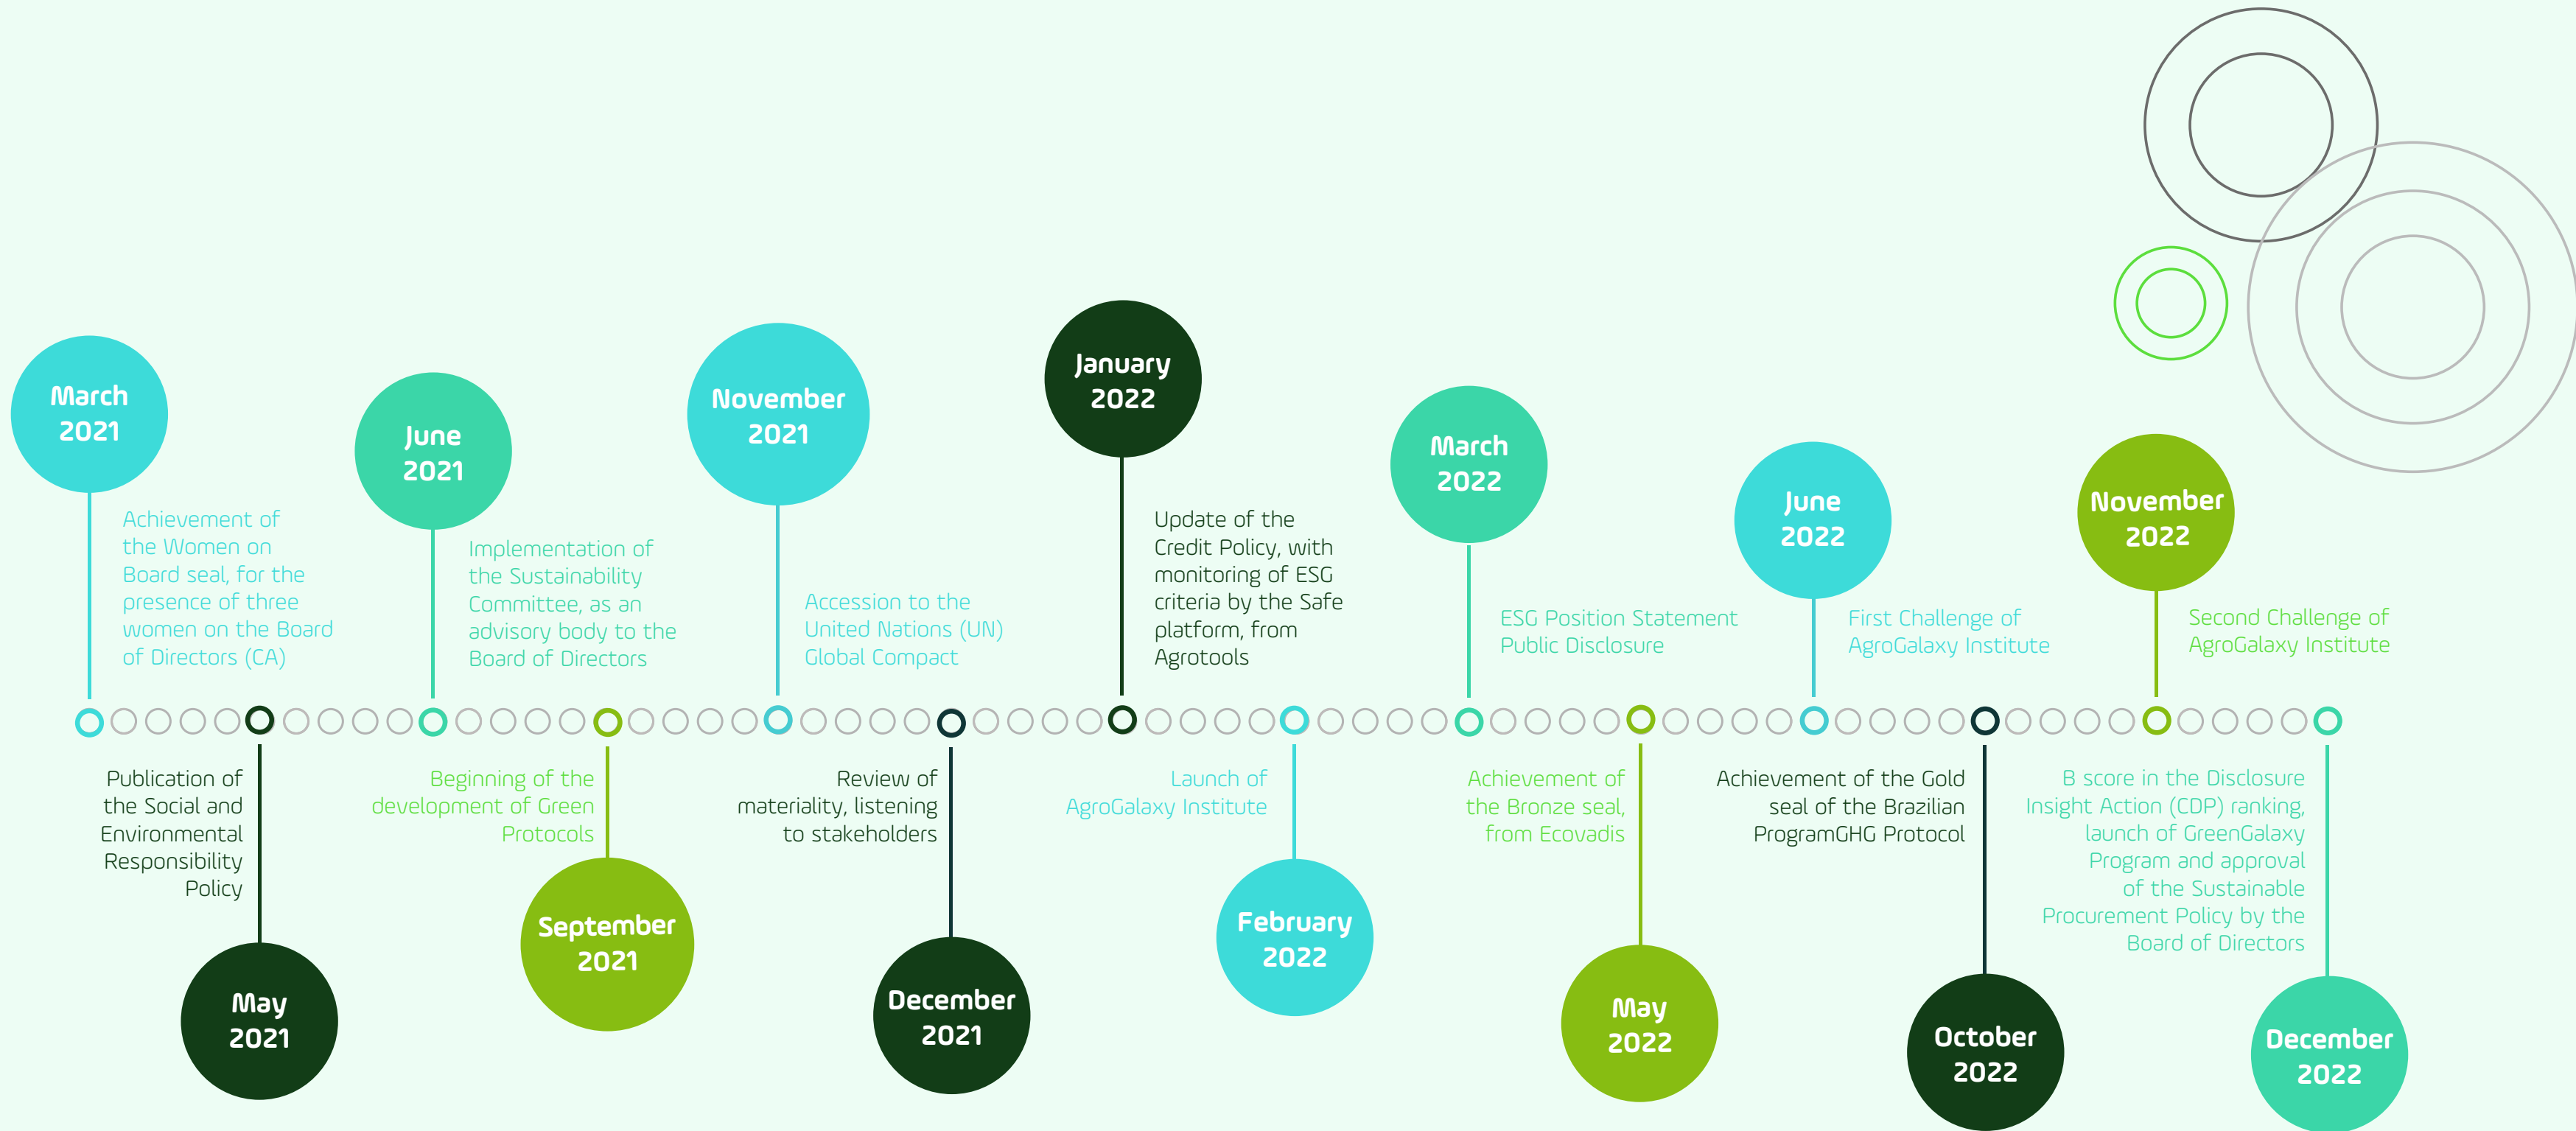 March
2021
Achievement of
the Women on
Board seal, for the
presence of three
women on the Board
of Directors (CA)
Publication of
the Social and
Environmental
Responsibility
Policy
May
2021
June
2021
Implementation of
the Sustainability
Committee, as an
advisory body to the
Board of Directors
Beginning of the
development of Green
Protocols
September
2021
November
2021
Accession to the
United Nations (UN)
Global Compact
Review of
materiality, listening
to stakeholders
December
2021
January
2022
Update of the
Credit Policy, with
monitoring of ESG
criteria by the Safe
platform, from
Agrotools
Launch of
AgroGalaxy Institute
February
2022
March
2022
ESG Position Statement
Public Disclosure
Achievement of
the Bronze seal,
from Ecovadis
May
2022
June
2022
First Challenge of
AgroGalaxy Institute
Achievement of the Gold
seal of the Brazilian
ProgramGHG Protocol
October
2022
November
2022
Second Challenge of
AgroGalaxy Institute
B score in the Disclosure
Insight Action (CDP) ranking,
launch of GreenGalaxy
Program and approval
of the Sustainable
Procurement Policy by the
Board of Directors
December
2022